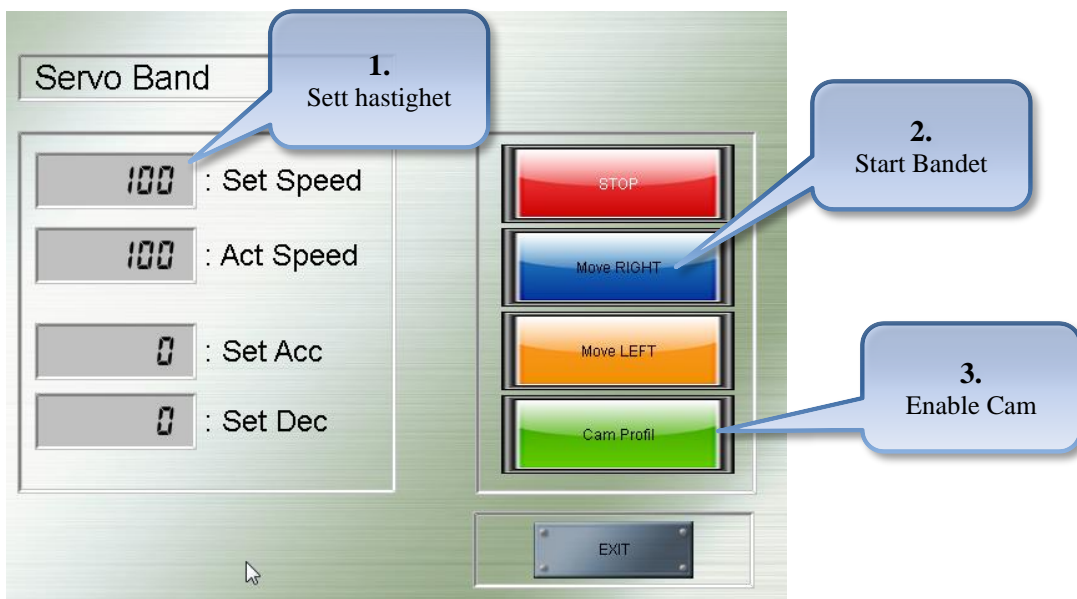 Servo Band
1.
Sett hastighet
100 : Set Speed
100 : Act Speed
0 : Set Acc
0 : Set Dec
STOP
Move RIGHT
Move LEFT
Cam Profil
EXIT
2.
Start Bandet
3.
Enable Cam